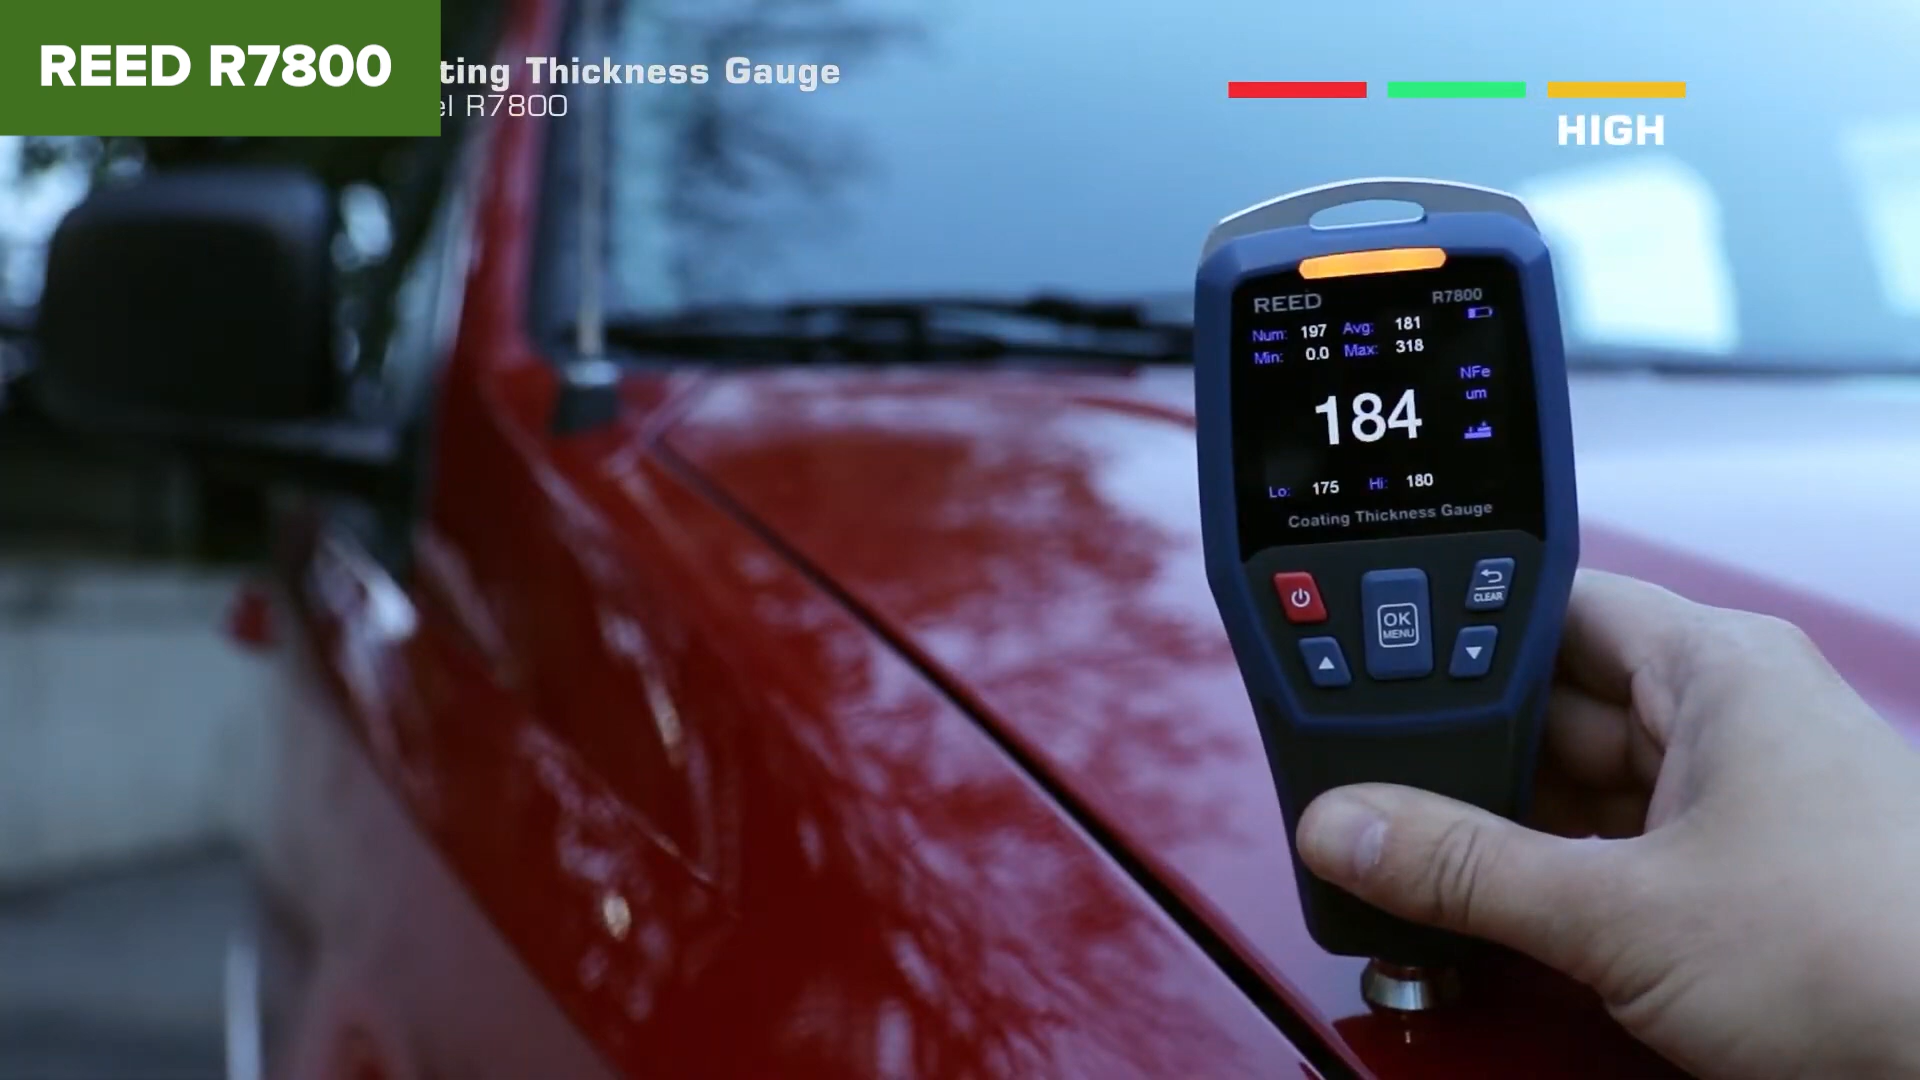 REED R7800
ting Thickness Gauge
el R7800
HIGH
REED R7800
Num: 197 Avg: 181
Min: 0.0 Max: 318
NFe
um
184
Lo: 175 Hi: 180
Coating Thickness Gauge
CLEAR
OK
MENU